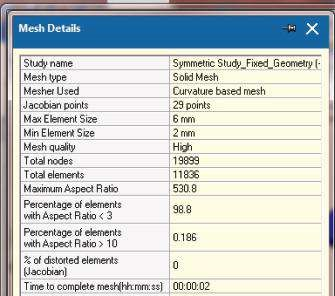 Mesh Details
Study name Symmetric Study_Fixed_Geometry (-
Mesh type Solid Mesh
Mesher Used Curvature based mesh
Jacobian points 29 points
Max Element Size 6 mm
Min Element Size 2 mm
Mesh quality High
Total nodes 19899
Total elements 11836
Maximum Aspect Ratio 530.8
Percentage of elements
with Aspect Ratio < 3 98.8
Percentage of elements
with Aspect Ratio > 10 0.186
% of distorted elements
(Jacobian) 0
Time to complete mesh(hh:mm:ss) 00:00:02